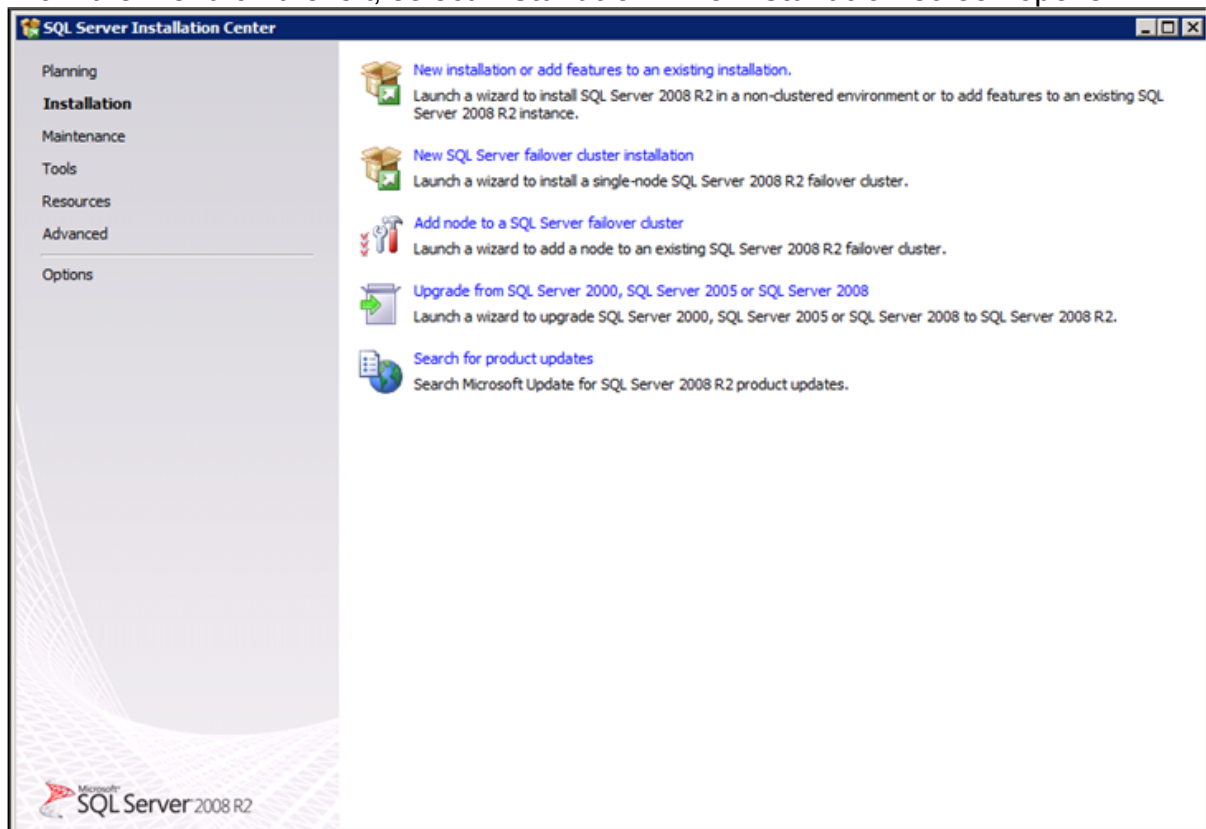 SQL Server Installation Center
Planning
Installation
Maintenance
Tools
Resources
Advanced
Options
New installation or add features to an existing installation.
Launch a wizard to install SQL Server 2008 R2 in a non-clustered environment or to add features to an existing SQL
Server 2008 R2 instance.
New SQL Server failover cluster installation
Launch a wizard to install a single-node SQL Server 2008 R2 failover cluster.
Add node to a SQL Server failover cluster
Launch a wizard to add a node to an existing SQL Server 2008 R2 failover cluster.
Upgrade from SQL Server 2000, SQL Server 2005 or SQL Server 2008
Launch a wizard to upgrade SQL Server 2000, SQL Server 2005 or SQL Server 2008 to SQL Server 2008 R2.
Search for product updates
Search Microsoft Update for SQL Server 2008 R2 product updates.
Microsoft
SQL Server 2008 R2